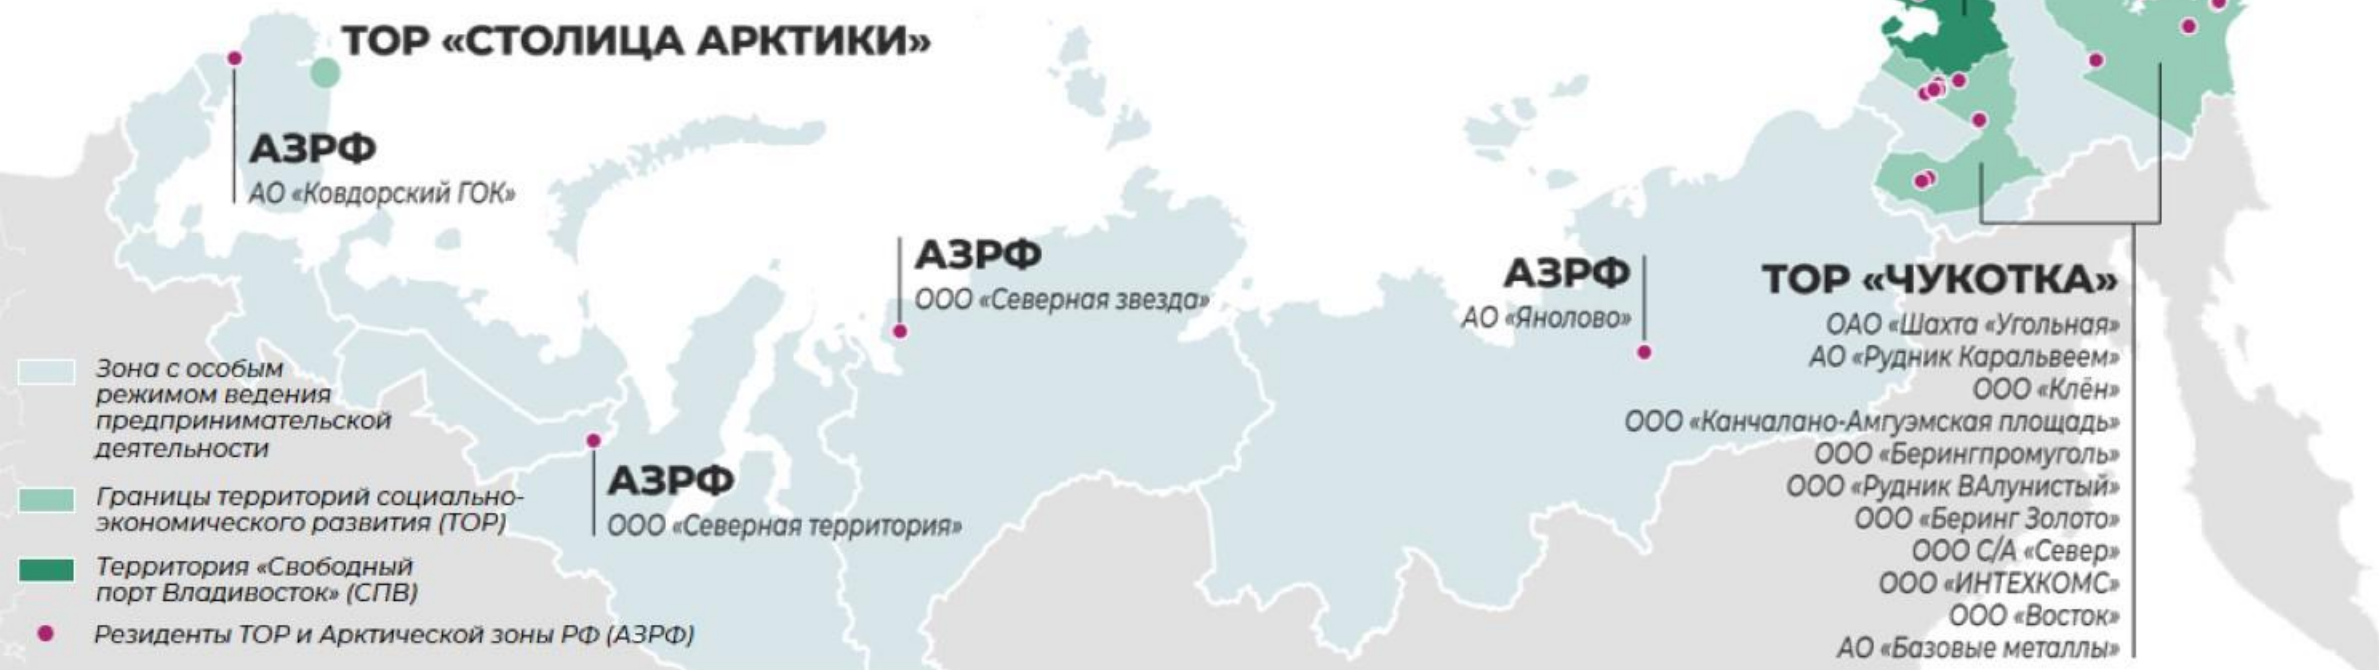 ТОР «СТОЛИЦА АРКТИКИ»
АЗРФ
АО «Ковдорский ГОК»
АЗРФ
ООО «Северная звезда»
АЗРФ
АО «Янолово»
АЗРФ
ООО «Северная территория»
ТОР «ЧУКОТКА»
ОАО «Шахта «Угольная»
АО «Рудник Каральвеем»
ООО «Клён»
ООО «Канчалано-Амгуэмская площадь»
ООО «Берингпромуголь»
ООО «Рудник ВАлунистый»
ООО «Беринг Золото»
ООО С/А «Север»
ООО «ИНТЕХКОМС»
ООО «Восток»
АО «Базовые металлы»
Зона с особым
режимом ведения
предпринимательской
деятельности
Границы территорий социально-
экономического развития (ТОР)
Территория «Свободный
порт Владивосток» (СПВ)
Резиденты ТОР и Арктической зоны РФ (АЗРФ)